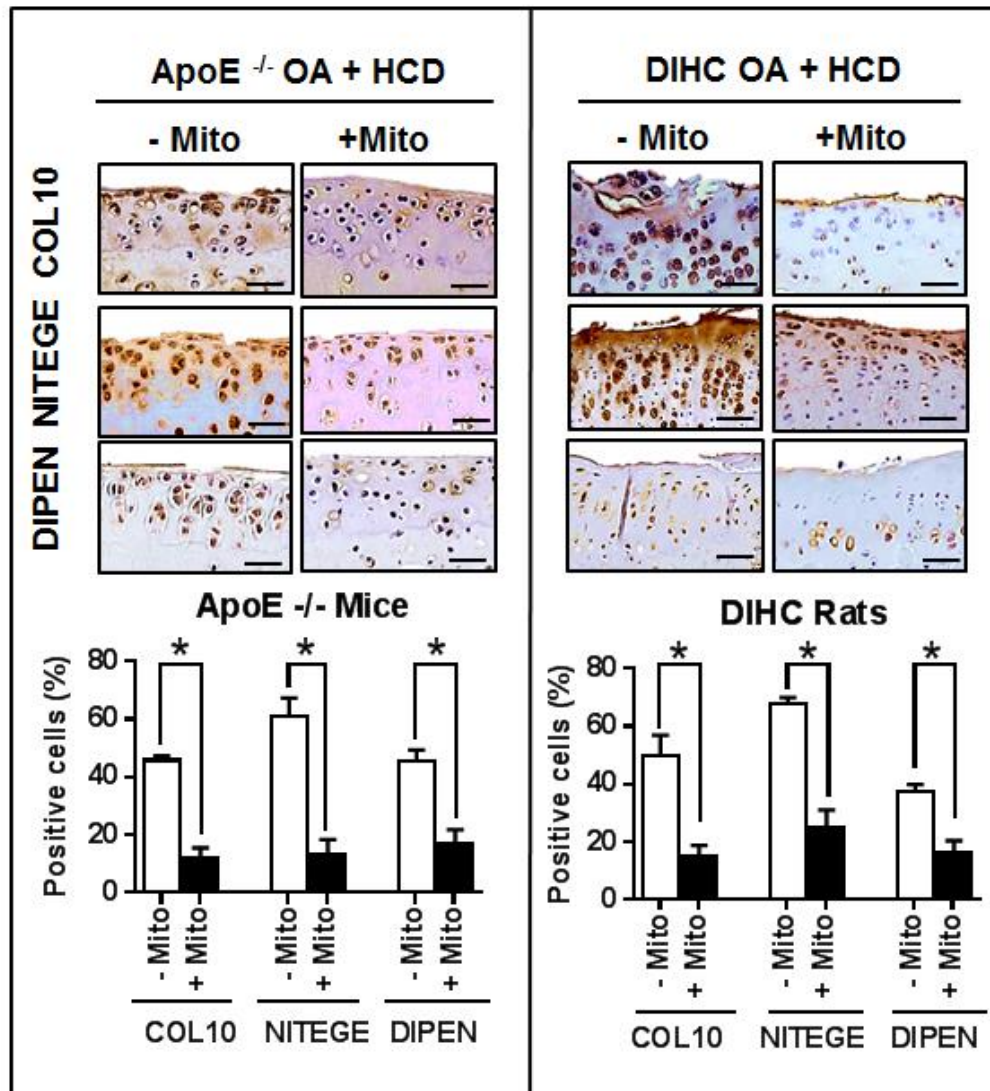 ApoE -/- OA + HCD
- Mito +Mito
COL10
NITEGE
DIPEN
ApoE -/- Mice
Positive cells (%)
80
60
40
20
0
* * *
- Mito + Mito - Mito + Mito - Mito + Mito
COL10 NITEGE DIPEN
DIHC OA + HCD
- Mito +Mito
DIHC Rats
Positive cells (%)
80
60
40
20
0
* * *
- Mito + Mito - Mito + Mito - Mito + Mito
COL10 NITEGE DIPEN